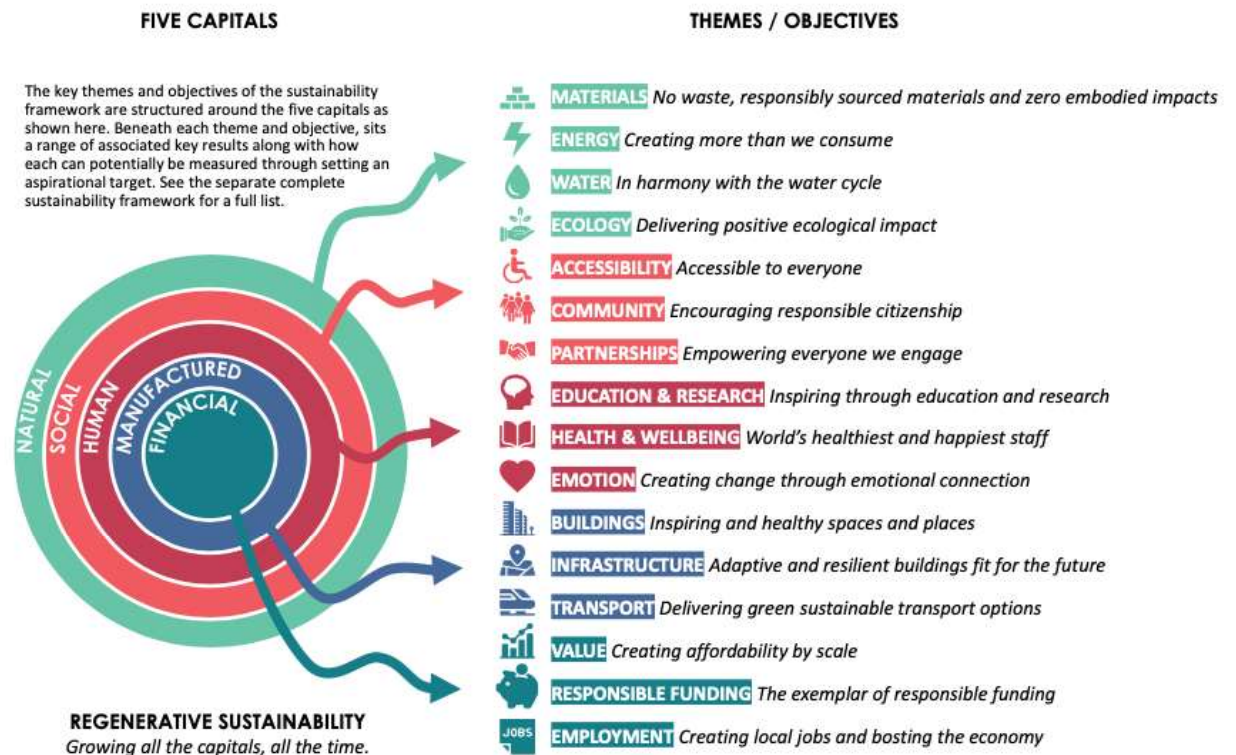 FIVE CAPITALS
THEMES / OBJECTIVES
The key themes and objectives of the sustainability
framework are structured around the five capitals as
shown here. Beneath each theme and objective, sits
a range of associated key results along with how
each can potentially be measured through setting an
aspirational target. See the separate complete
sustainability framework for a full list.
NATURAL
SOCIAL
HUMAN
MANUFACTURED
FINANCIAL
REGENERATIVE SUSTAINABILITY
Growing all the capitals, all the time.
MATERIALS No waste, responsibly sourced materials and zero embodied impacts
ENERGY Creating more than we consume
WATER In harmony with the water cycle
ECOLOGY Delivering positive ecological impact
ACCESSIBILITY Accessible to everyone
COMMUNITY Encouraging responsible citizenship
PARTNERSHIPS Empowering everyone we engage
EDUCATION & RESEARCH Inspiring through education and research
HEALTH & WELLBEING World's healthiest and happiest staff
EMOTION Creating change through emotional connection
BUILDINGS Inspiring and healthy spaces and places
INFRASTRUCTURE Adaptive and resilient buildings fit for the future
TRANSPORT Delivering green sustainable transport options
VALUE Creating affordability by scale
RESPONSIBLE FUNDING The exemplar of responsible funding
JOBS EMPLOYMENT Creating local jobs and bosting the economy